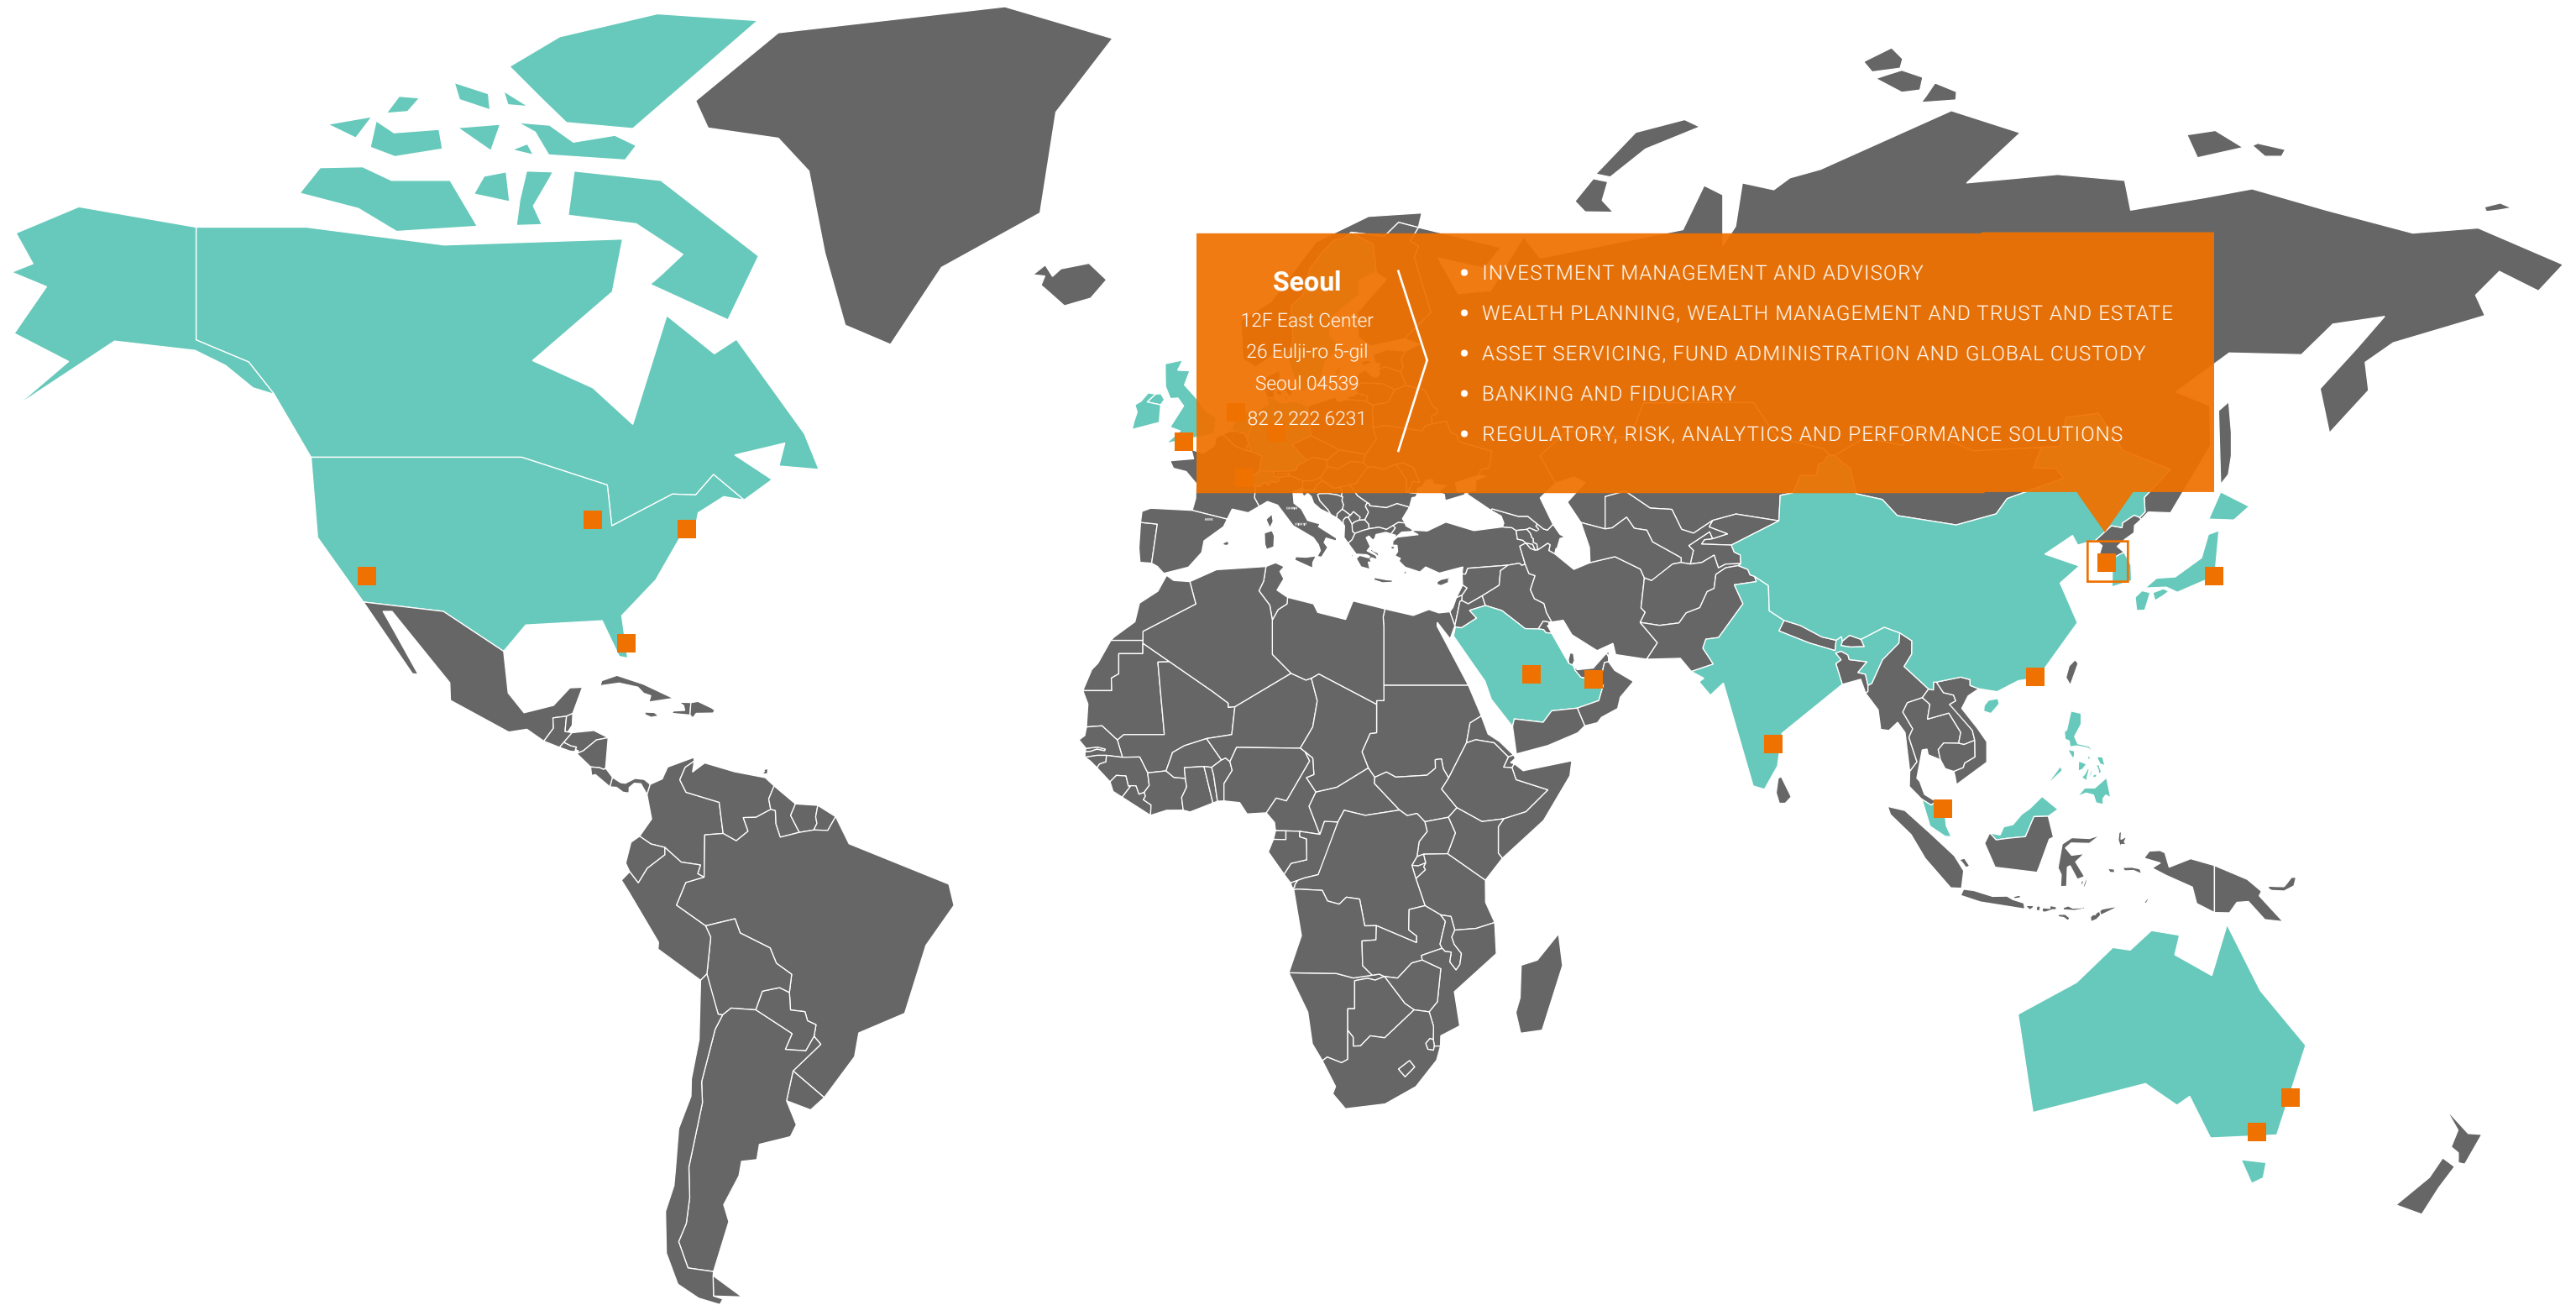 Seoul
12F East Center
26 Eulji-ro 5-gil
Seoul 04539
82 2 222 6231
• INVESTMENT MANAGEMENT AND ADVISORY
• WEALTH PLANNING, WEALTH MANAGEMENT AND TRUST AND ESTATE
• ASSET SERVICING, FUND ADMINISTRATION AND GLOBAL CUSTODY
• BANKING AND FIDUCIARY
• REGULATORY, RISK, ANALYTICS AND PERFORMANCE SOLUTIONS